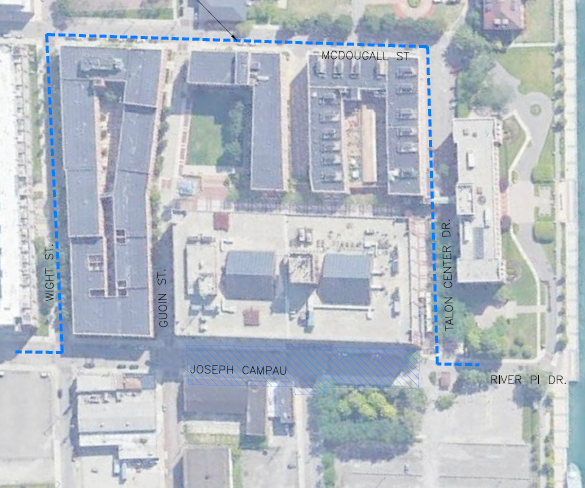 MCDOUGALL ST
WIGHT ST.
GUOIN ST.
TALON CENTER DR.
JOSEPH CAMPAU
RIVER Pl DR.